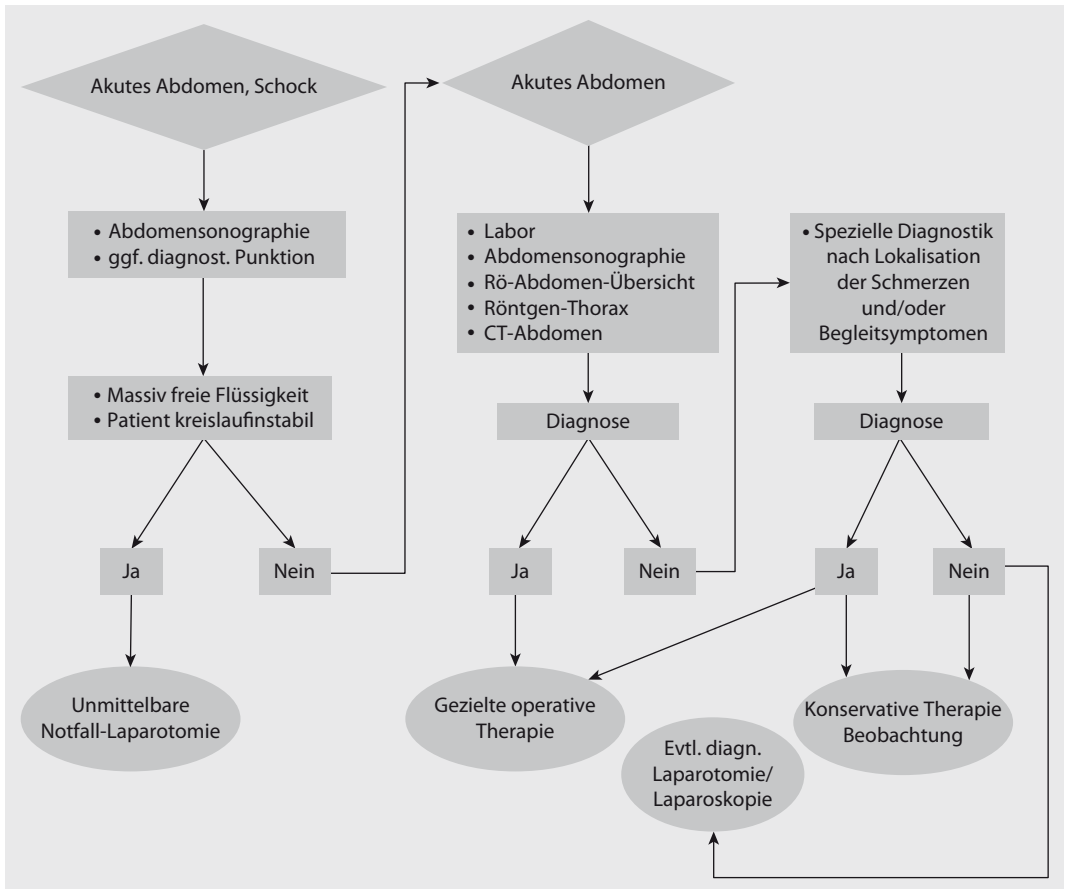 Akutes Abdomen, Schock
• Abdomensonographie
• ggf. diagnost. Punktion
• Massiv freie Flüssigkeit
• Patient kreislaufinstabil
Ja
Nein
Unmittelbare
Notfall-Laparotomie
Akutes Abdomen
• Labor
• Abdomensonographie
• Rö-Abdomen-Übersicht
• Röntgen-Thorax
• CT-Abdomen
Diagnose
Ja
Nein
Gezielte operative
Therapie
• Spezielle Diagnostik
nach Lokalisation
der Schmerzen
und/oder
Begleitsymptomen
Diagnose
Ja
Nein
Konservative Therapie
Beobachtung
Evtl. diagn.
Laparotomie/
Laparoskopie